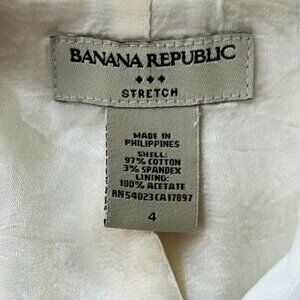 BANANA REPUBLIC
STRETCH
MADE IN
PHILIPPINES
SHELL:
97% COTTON
3% SPANDEX
LINING:
100% ACETATE
RN54023CA17897
4